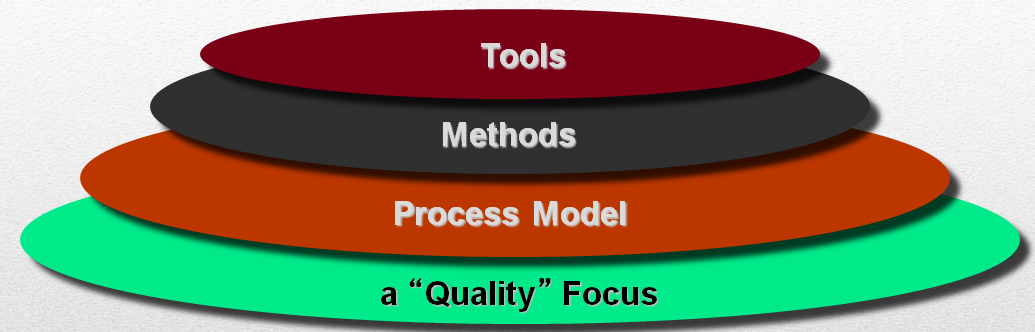 Tools
Methods
Process Model
a “Quality” Focus